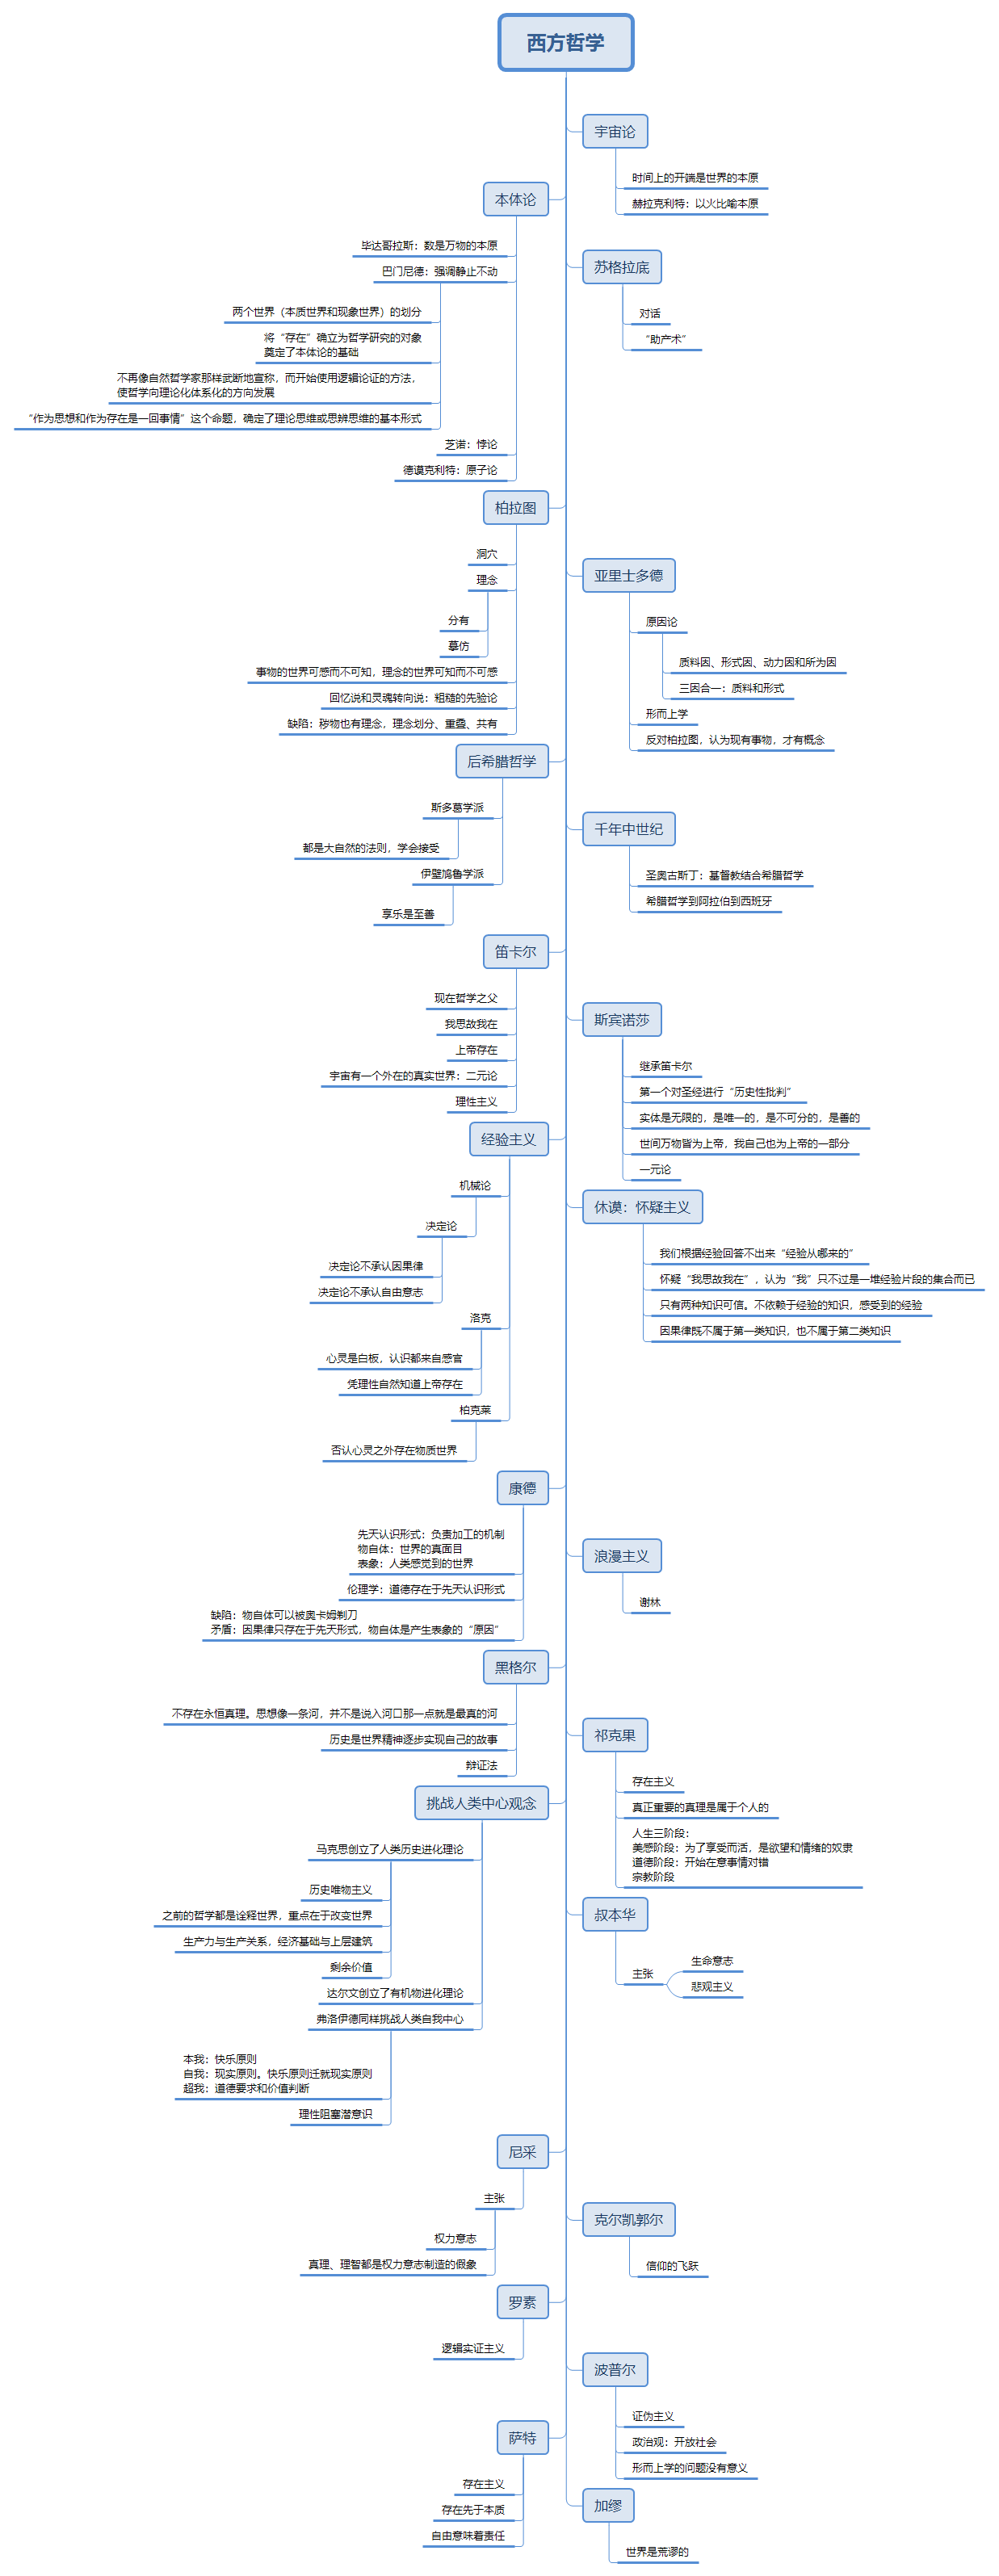 西方哲学
宇宙论
时间上的开端是世界的本原
赫拉克利特：以火比喻本原
本体论
毕达哥拉斯：数是万物的本原
巴门尼德：强调静止不动
两个世界（本质世界和现象世界）的划分
将“存在”确立为哲学研究的对象
奠定了本体论的基础
不再像自然哲学家那样武断地宣称，而开始使用逻辑论证的方法，
使哲学向理论化体系化的方向发展
“作为思想和作为存在是一回事情”这个命题，确定了理论思维或思辨思维的基本形式
芝诺：悖论
德谟克利特：原子论
苏格拉底
对话
“助产术”
柏拉图
洞穴
理念
分有
摹仿
事物的世界可感而不可知，理念的世界可知而不可感
回忆说和灵魂转向说：粗糙的先验论
缺陷：秽物也有理念，理念划分、重叠、共有
亚里士多德
原因论
质料因、形式因、动力因和所为因
三因合一：质料和形式
形而上学
反对柏拉图，认为现有事物，才有概念
后希腊哲学
斯多葛学派
都是大自然的法则，学会接受
伊壁鸠鲁学派
享乐是至善
千年中世纪
圣奥古斯丁：基督教结合希腊哲学
希腊哲学到阿拉伯到西班牙
笛卡尔
现在哲学之父
我思故我在
上帝存在
宇宙有一个外在的真实世界：二元论
理性主义
斯宾诺莎
继承笛卡尔
第一个对圣经进行“历史性批判”
实体是无限的，是唯一的，是不可分的，是善的
世间万物皆为上帝，我自己也为上帝的一部分
一元论
经验主义
机械论
决定论
决定论不承认因果律
决定论不承认自由意志
洛克
心灵是白板，认识都来自感官
凭理性自然知道上帝存在
柏克莱
否认心灵之外存在物质世界
休谟：怀疑主义
我们根据经验回答不出来“经验从哪来的”
怀疑“我思故我在”，认为“我”只不过是一堆经验片段的集合而已
只有两种知识可信。不依赖于经验的知识，感受到的经验
因果律既不属于第一类知识，也不属于第二类知识
康德
先天认识形式：负责加工的机制
物自体：世界的真面目
表象：人类感觉到的世界
伦理学：道德存在于先天认识形式
缺陷：物自体可以被奥卡姆剃刀
矛盾：因果律只存在于先天形式，物自体是产生表象的“原因”
浪漫主义
谢林
黑格尔
不存在永恒真理。思想像一条河，并不是说入河口那一点就是最真的河
历史是世界精神逐步实现自己的故事
辩证法
祁克果
存在主义
真正重要的真理是属于个人的
人生三阶段：
美感阶段：为了享受而活，是欲望和情绪的奴隶
道德阶段：开始在意事情对错
宗教阶段
挑战人类中心观念
马克思创立了人类历史进化理论
历史唯物主义
之前的哲学都是诠释世界，重点在于改变世界
生产力与生产关系，经济基础与上层建筑
剩余价值
达尔文创立了有机物进化理论
弗洛伊德同样挑战人类自我中心
本我：快乐原则
自我：现实原则。快乐原则迁就现实原则
超我：道德要求和价值判断
理性阻塞潜意识
叔本华
主张
生命意志
悲观主义
尼采
主张
权力意志
真理、理智都是权力意志制造的假象
克尔凯郭尔
信仰的飞跃
罗素
逻辑实证主义
波普尔
证伪主义
政治观：开放社会
形而上学的问题没有意义
萨特
存在主义
存在先于本质
自由意味着责任
加缪
世界是荒谬的